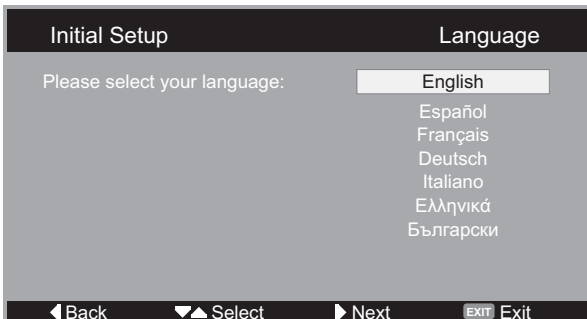 Initial Setup Language
Please select your language: English
Español
Français
Deutsch
Italiano
Ελληνικά
Български
Back Select Next EXIT Exit